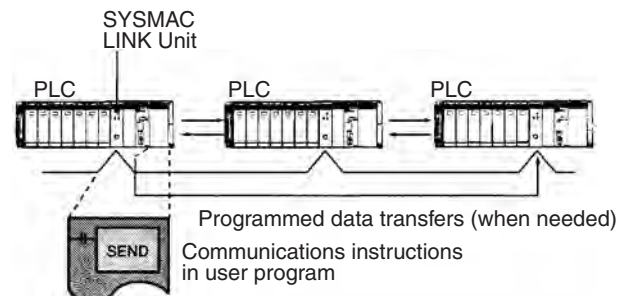 SYSMAC
LINK Unit
PLC
PLC
PLC
Programmed data transfers (when needed)
SEND
Communications instructions
in user program